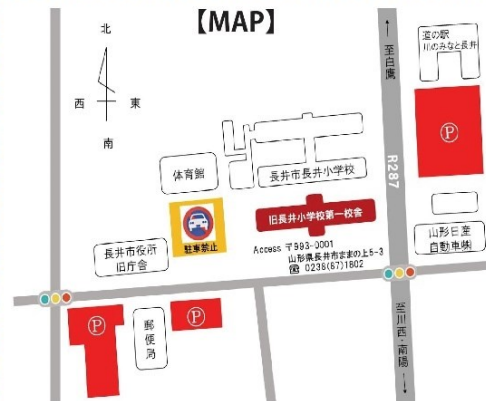 【MAP】
北
西
東
南
至白鷹
道の駅
川のみなと長井
Ⓟ
R287
体育館
長井市長井小学校
駐車禁止
旧長井小学校第一校舎
Access 〒993-0001
山形県長井市ままの上5-3
☎ 0238(87)1802
山形日産
自動車㈱
長井市役所
旧庁舎
Ⓟ
郵便局
Ⓟ
至川西・南陽